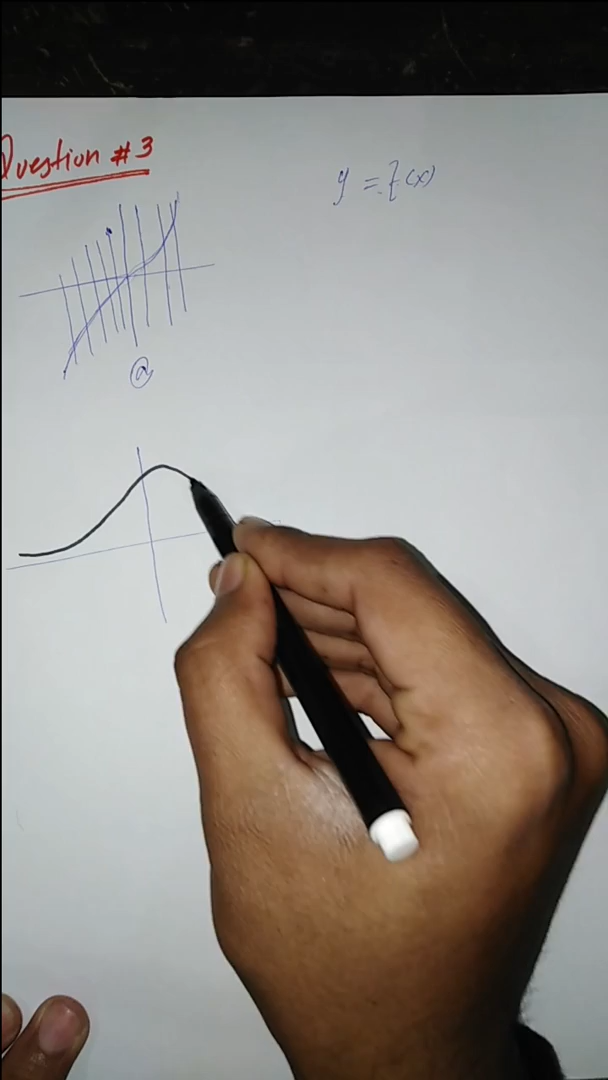 Question #3
y = f(x)
a